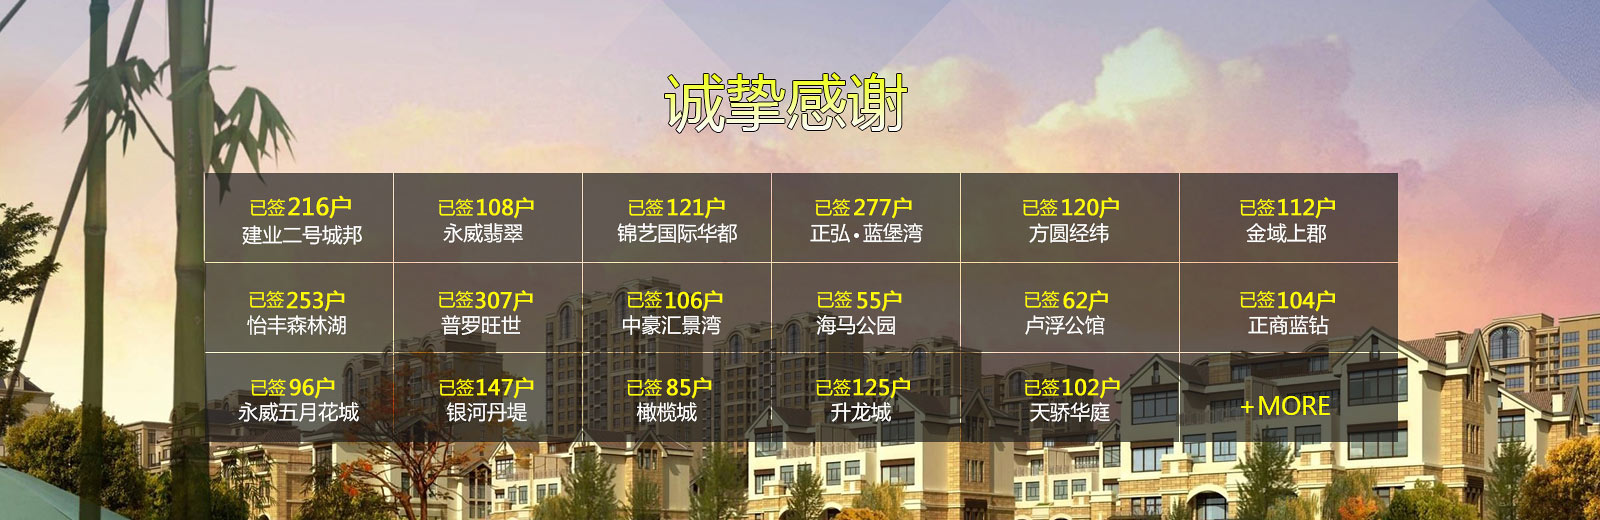 诚挚感谢
已签216户
建业二号城邦
已签108户
永威翡翠
已签121户
锦艺国际华都
已签277户
正弘•蓝堡湾
已签120户
方圆经纬
已签112户
金域上郡
已签253户
怡丰森林湖
已签307户
普罗旺世
已签106户
中豪汇景湾
已签55户
海马公园
已签62户
卢浮公馆
已签104户
正商蓝钻
已签96户
永威五月花城
已签147户
银河丹堤
已签85户
橄榄城
已签125户
升龙城
已签102户
天骄华庭
+MORE